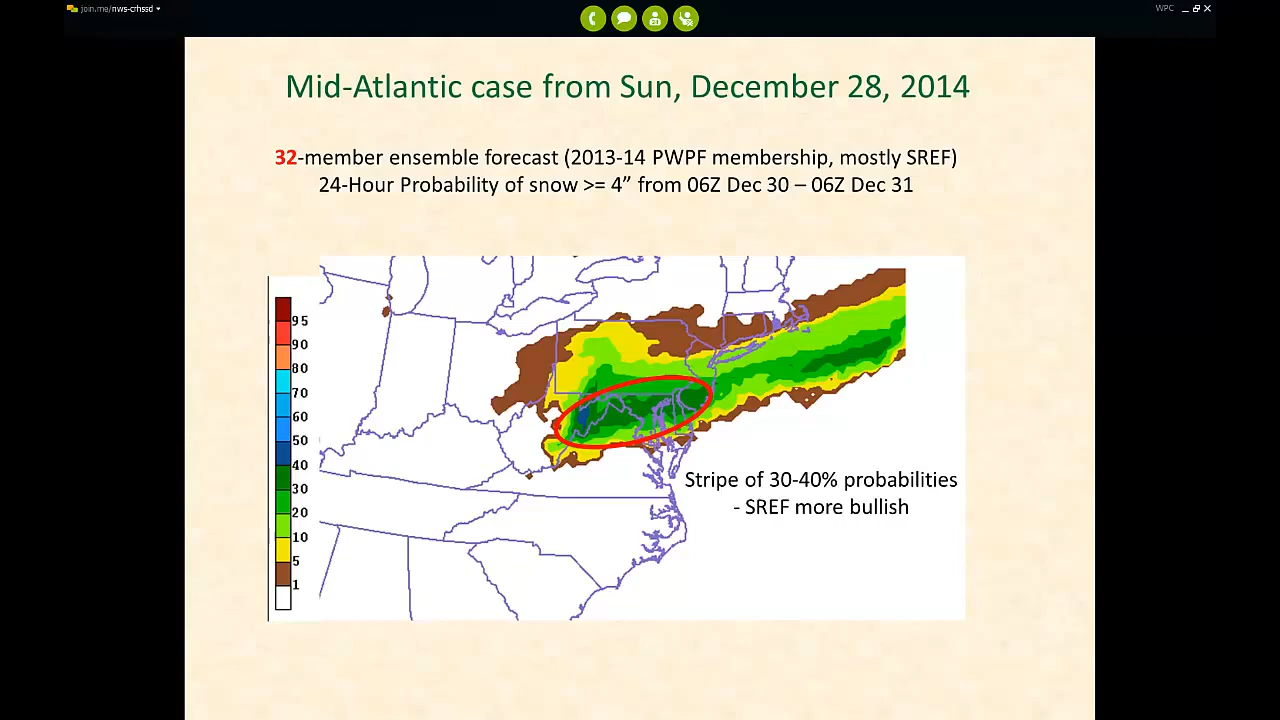 join.me/nws-crhssd
WPC
Mid-Atlantic case from Sun, December 28, 2014
32-member ensemble forecast (2013-14 PWPF membership, mostly SREF)
24-Hour Probability of snow >= 4” from 06Z Dec 30 – 06Z Dec 31
95
90
80
70
60
50
40
30
20
10
5
1
Stripe of 30-40% probabilities
- SREF more bullish